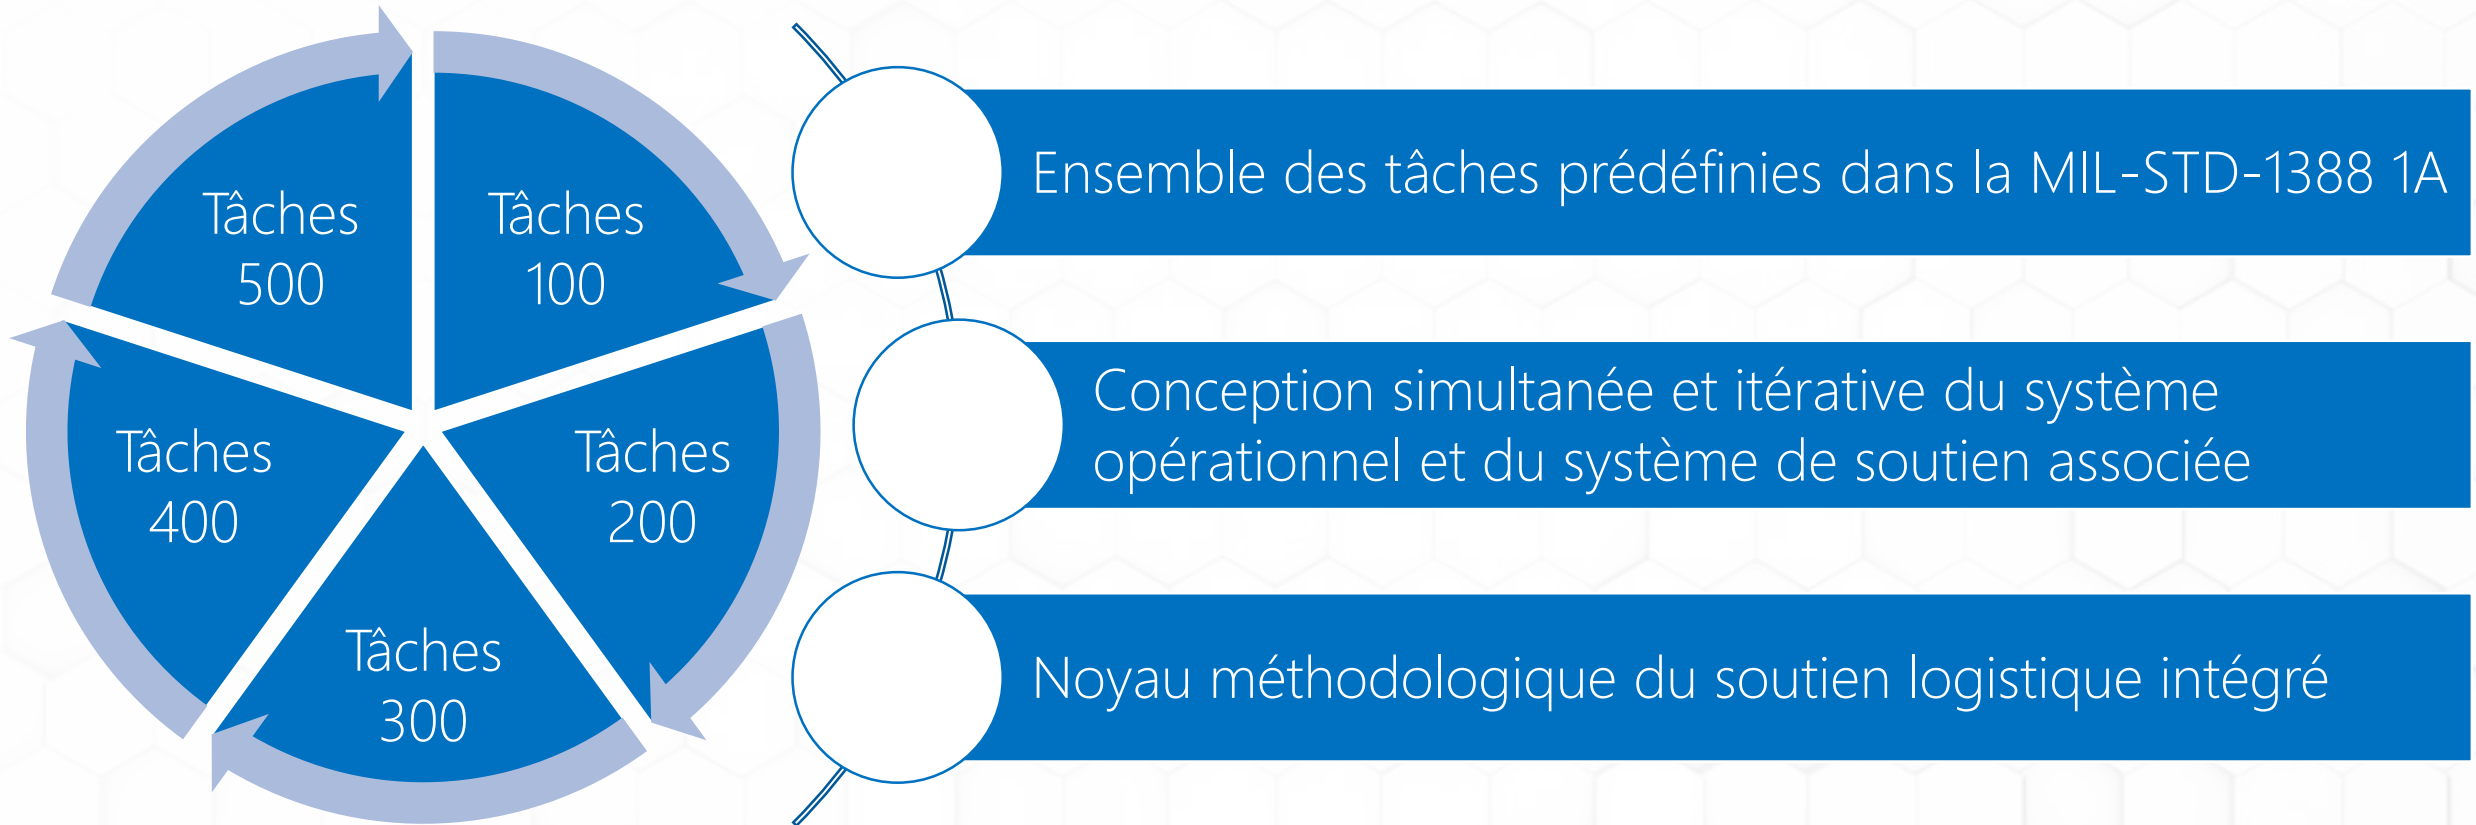 Tâches
100
Tâches
200
Tâches
300
Tâches
400
Tâches
500
Ensemble des tâches prédéfinies dans la MIL-STD-1388 1A
Conception simultanée et itérative du système
opérationnel et du système de soutien associée
Noyau méthodologique du soutien logistique intégré